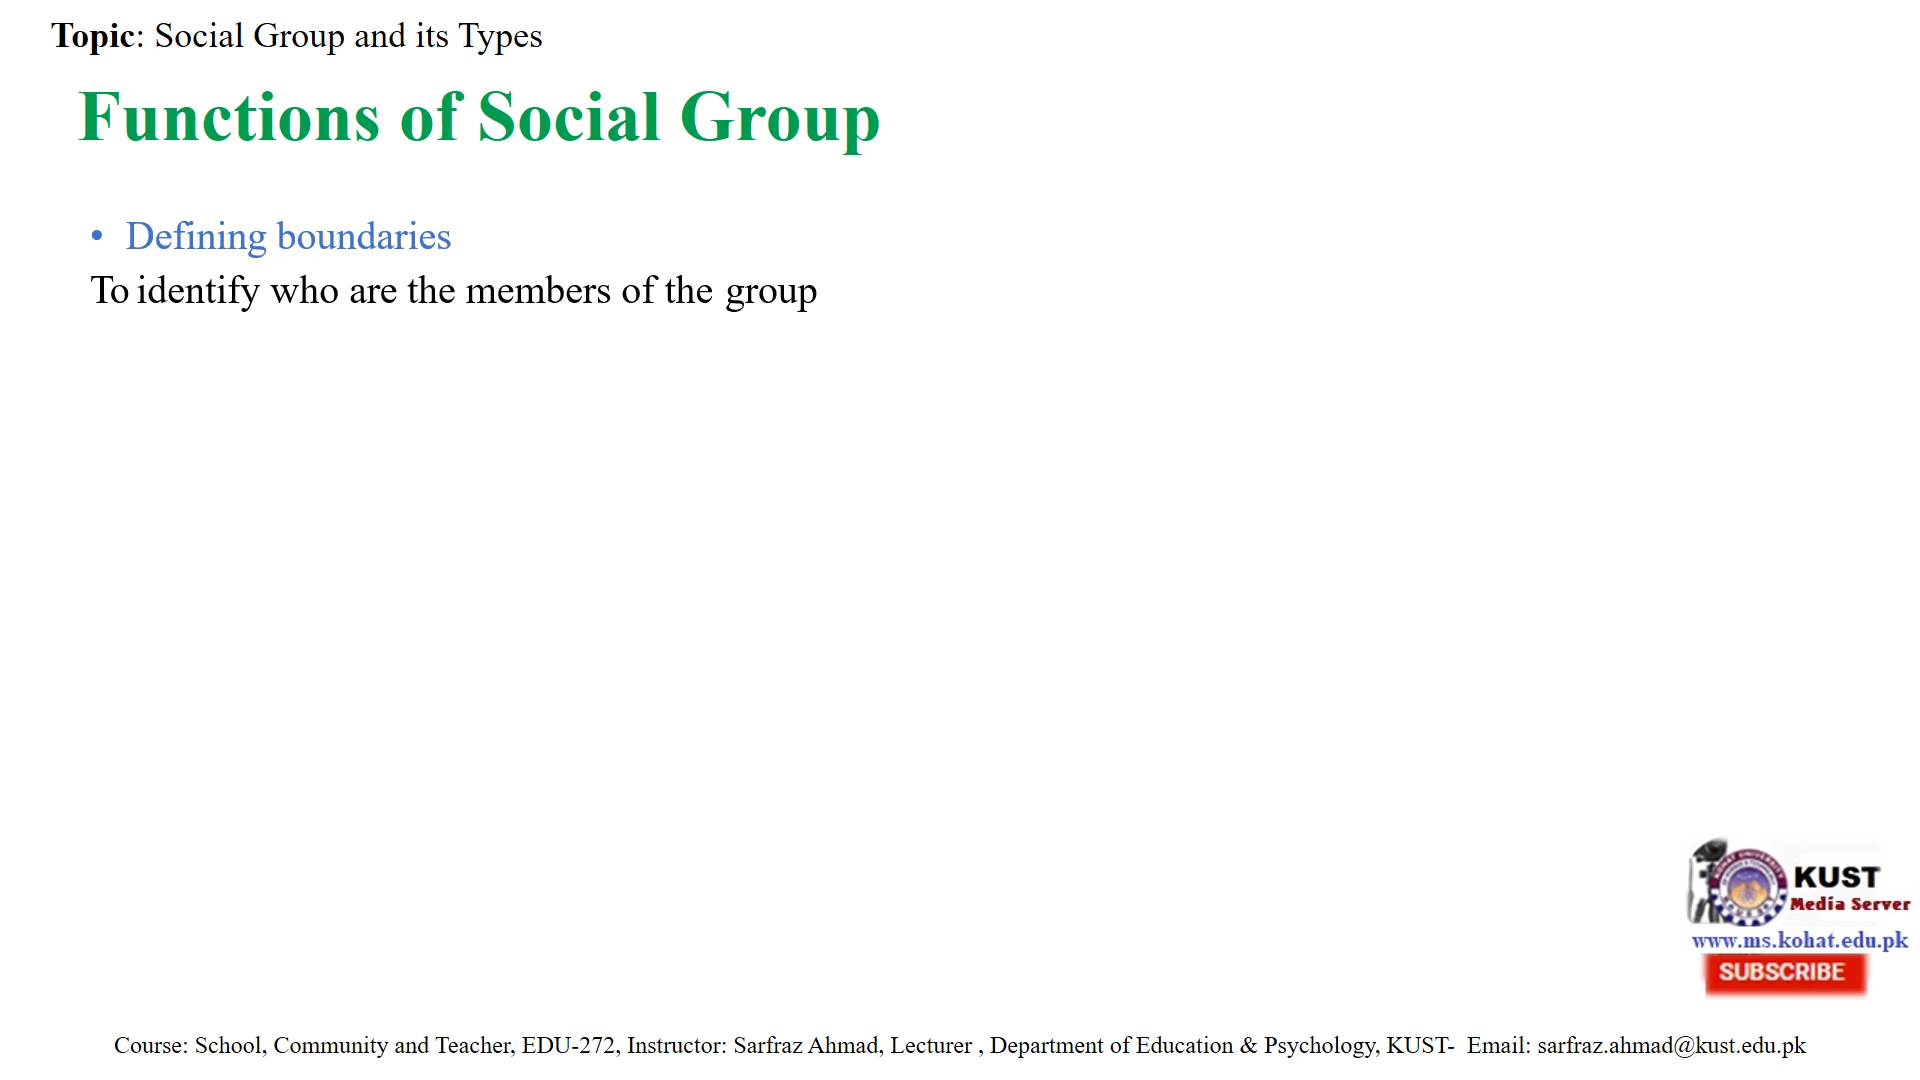 Topic: Social Group and its Types
Functions of Social Group
• Defining boundaries
To identify who are the members of the group
KUST
Media Server
www.ms.kohat.edu.pk
SUBSCRIBE
Course: School, Community and Teacher, EDU-272, Instructor: Sarfraz Ahmad, Lecturer , Department of Education & Psychology, KUST- Email: sarfraz.ahmad@kust.edu.pk